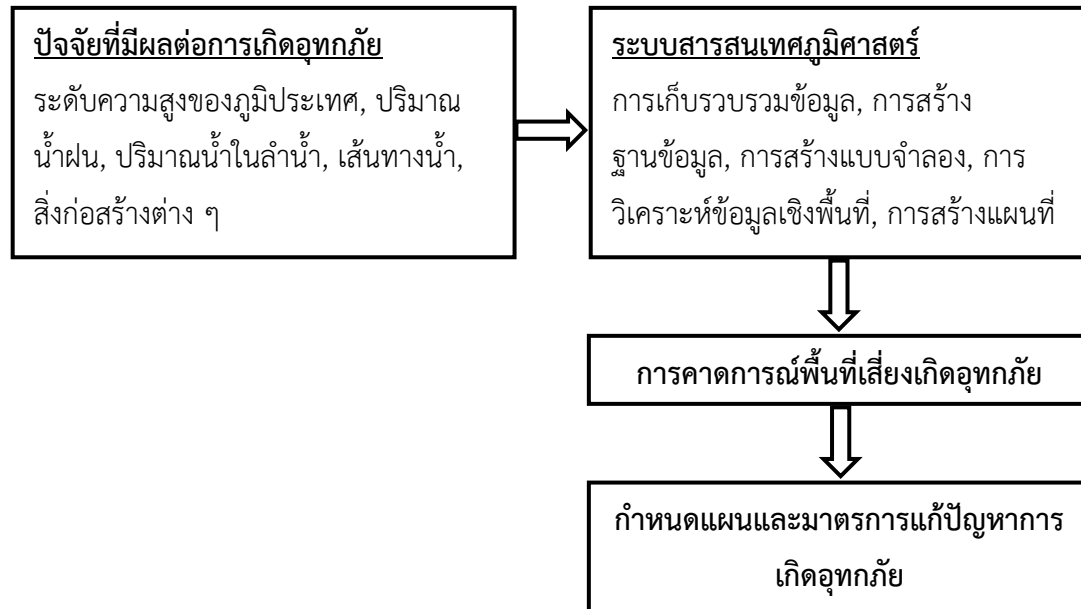 ปัจจัยที่มีผลต่อการเกิดอุทกภัย
ระดับความสูงของภูมิประเทศ, ปริมาณ
น้ำฝน, ปริมาณน้ำในลำน้ำ, เส้นทางน้ำ,
สิ่งก่อสร้างต่าง ๆ
ระบบสารสนเทศภูมิศาสตร์
การเก็บรวบรวมข้อมูล, การสร้าง
ฐานข้อมูล, การสร้างแบบจำลอง, การ
วิเคราะห์ข้อมูลเชิงพื้นที่, การสร้างแผนที่
การคาดการณ์พื้นที่เสี่ยงเกิดอุทกภัย
กำหนดแผนและมาตรการแก้ปัญหาการ
เกิดอุทกภัย